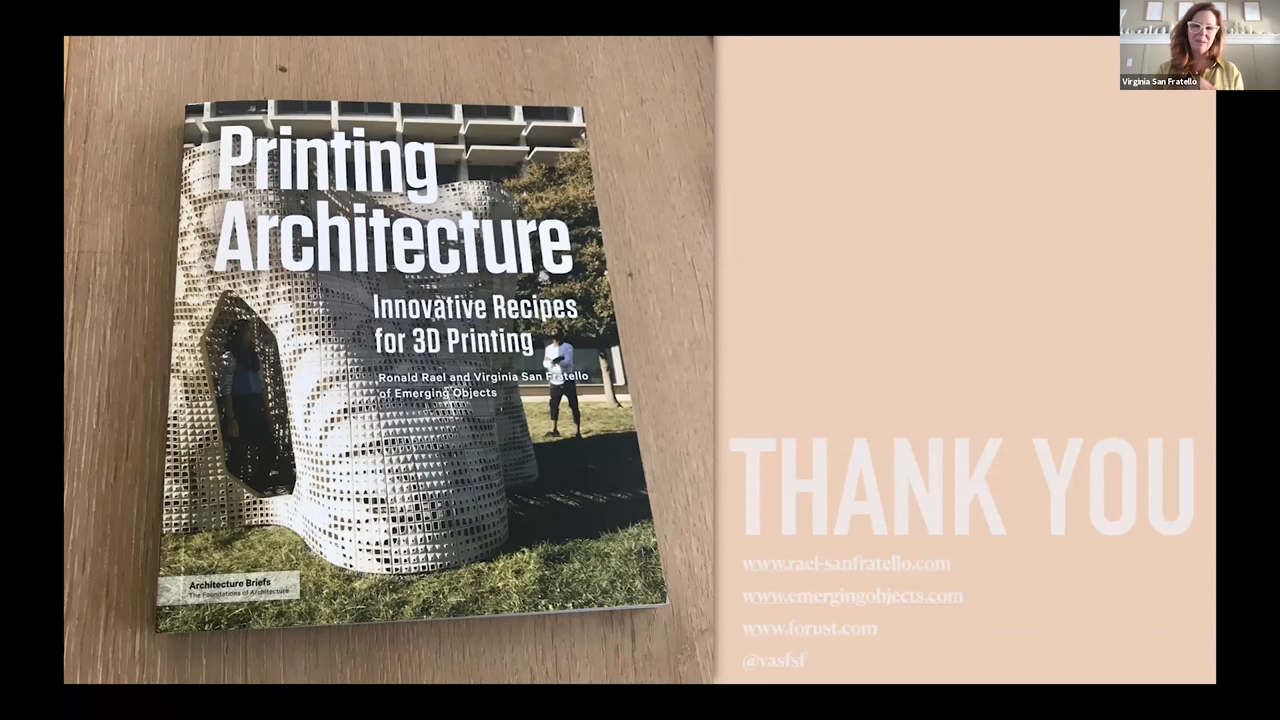 Printing
Architecture
Innovative Recipes
for 3D Printing
Ronald Rael and Virginia San Fratello
of Emerging Objects
Architecture Briefs
The Foundations of Architecture
THANK YOU
www.rael-sanfratello.com
www.emergingobjects.com
www.forust.com
@vasfsf
Virginia San Fratello